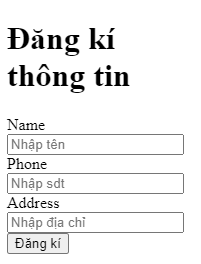 Đăng kí
thông tin
Name
Nhập tên
Phone
Nhập sdt
Address
Nhập địa chỉ
Đăng kí